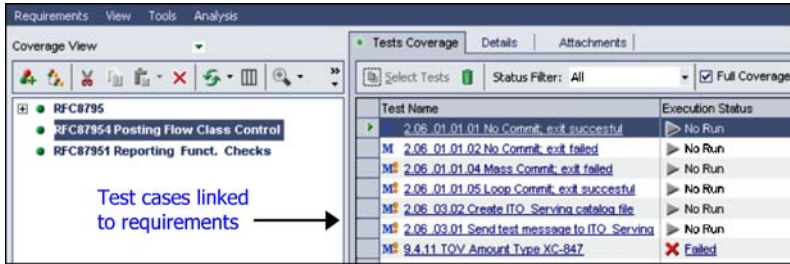 Requirements View Tools Analysis
Coverage View
Tests Coverage Details Attachments
Select Tests Status Filter: All Full Coverage
Test Name Execution Status
RFC8795
RFC87954 Posting Flow Class Control
RFC87951 Reporting Funct. Checks
Test cases linked
to requirements
2.06 .01.01.01 No Commit; exit succesful No Run
M 2.06 .01.01.02 No Commit; exit failed No Run
M 2.06 .01.01.04 Mass Commit; exit failed No Run
M 2.06 .01.01.05 Loop Commit; exit succesful No Run
M 2.06 .03.02 Create ITO_Serving catalog file No Run
M 2.06 .03.01 Send test message to ITO_Serving No Run
M 9.4.11 TOV Amount Type XC-847 Failed